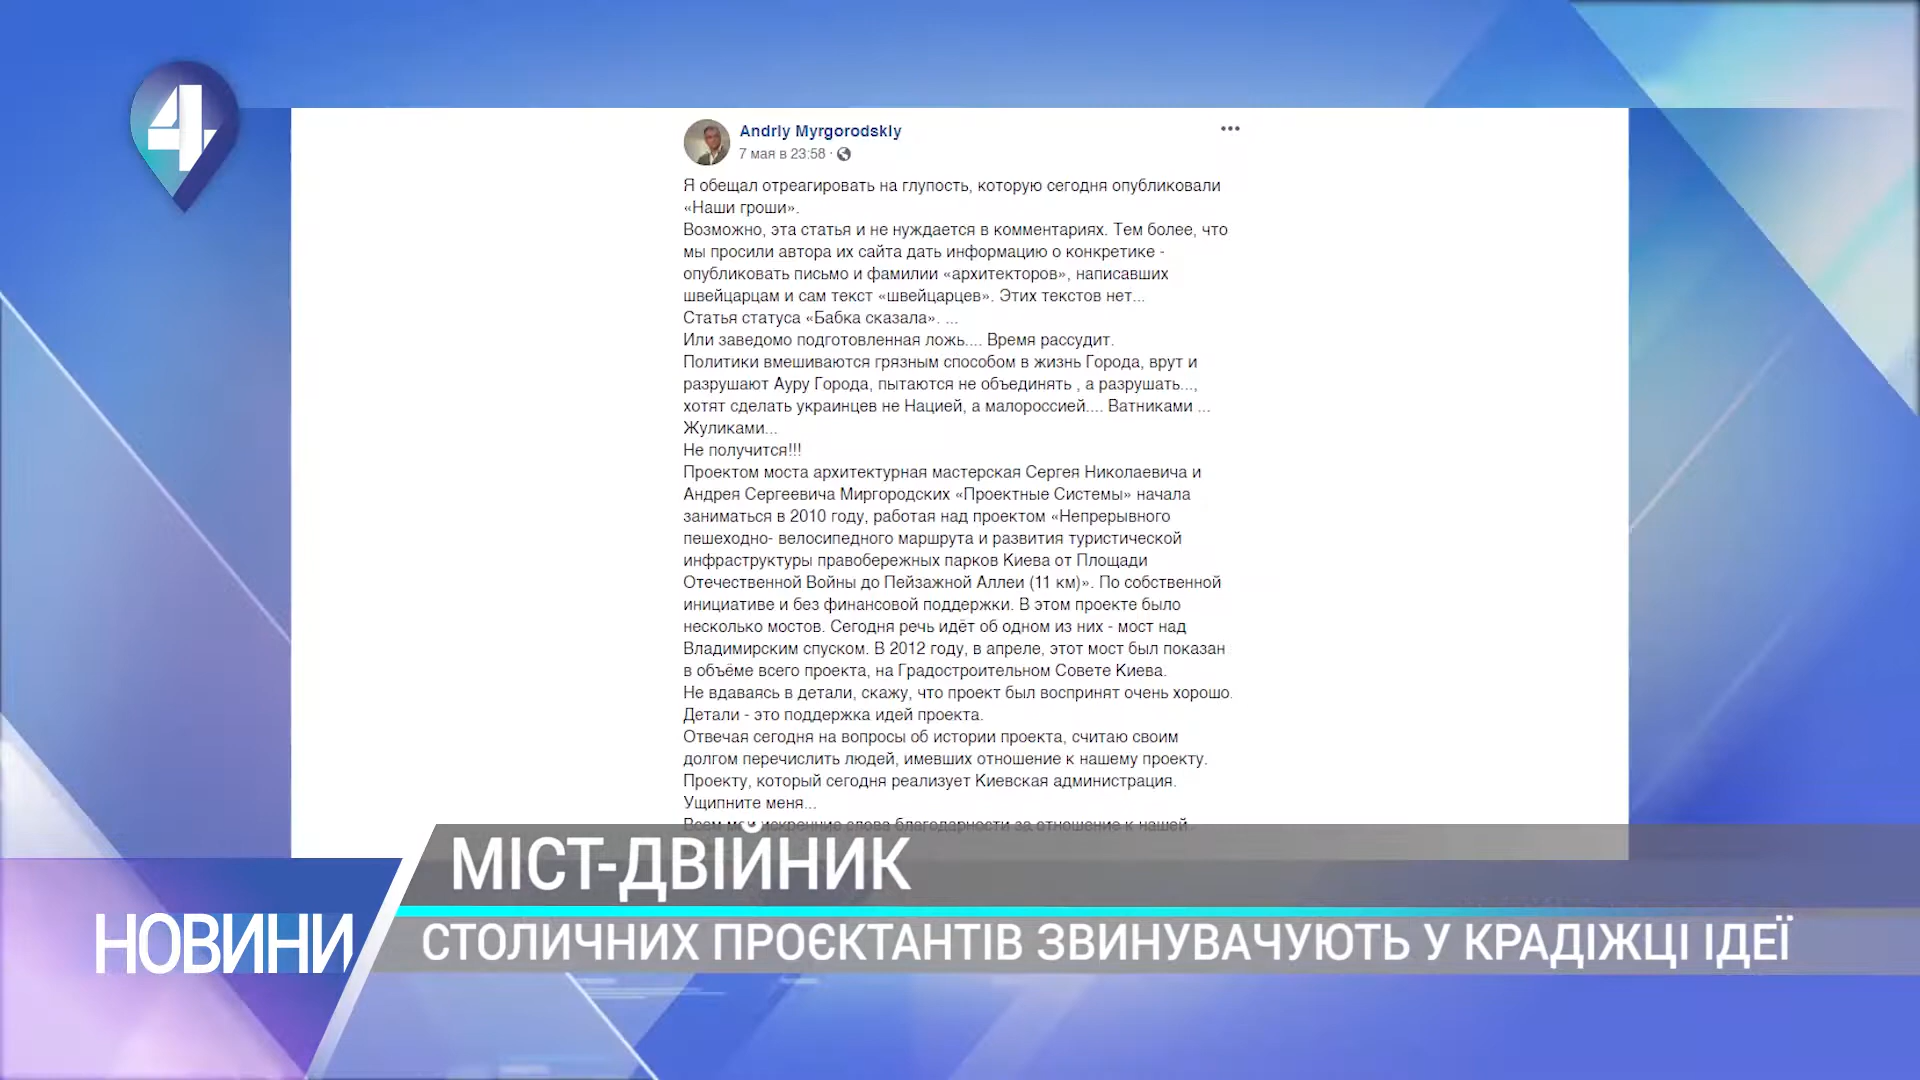 4
Andriy Myrgorodskiy
7 мая в 23:58 ·
Я обещал отреагировать на глупость, которую сегодня опубликовали
«Наши гроши».
Возможно, эта статья и не нуждается в комментариях. Тем более, что
мы просили автора их сайта дать информацию о конкретике -
опубликовать письмо и фамилии «архитекторов», написавших
швейцарцам и сам текст «швейцарцев». Этих текстов нет...
Статья статуса «Бабка сказала». ...
Или заведомо подготовленная ложь.... Время рассудит.
Политики вмешиваются грязным способом в жизнь Города, врут и
разрушают Ауру Города, пытаются не объединять , а разрушать...,
хотят сделать украинцев не Нацией, а малороссией.... Ватниками ...
Жуликами...
Не получится!!!
Проектом моста архитектурная мастерская Сергея Николаевича и
Андрея Сергеевича Миргородских «Проектные Системы» начала
заниматься в 2010 году, работая над проектом «Непрерывного
пешеходно- велосипедного маршрута и развития туристической
инфраструктуры правобережных парков Киева от Площади
Отечественной Войны до Пейзажной Аллеи (11 км)». По собственной
инициативе и без финансовой поддержки. В этом проекте было
несколько мостов. Сегодня речь идёт об одном из них - мост над
Владимирским спуском. В 2012 году, в апреле, этот мост был показан
в объёме всего проекта, на Градостроительном Совете Киева.
Не вдаваясь в детали, скажу, что проект был воспринят очень хорошо.
Детали - это поддержка идей проекта.
Отвечая сегодня на вопросы об истории проекта, считаю своим
долгом перечислить людей, имевших отношение к нашему проекту.
Проекту, который сегодня реализует Киевская администрация.
Ущипните меня...
Всем мои искренние слова благодарности за отношение к нашей
МІСТ-ДВІЙНИК
НОВИНИ
СТОЛИЧНИХ ПРОЄКТАНТІВ ЗВИНУВАЧУЮТЬ У КРАДІЖЦІ ІДЕЇ